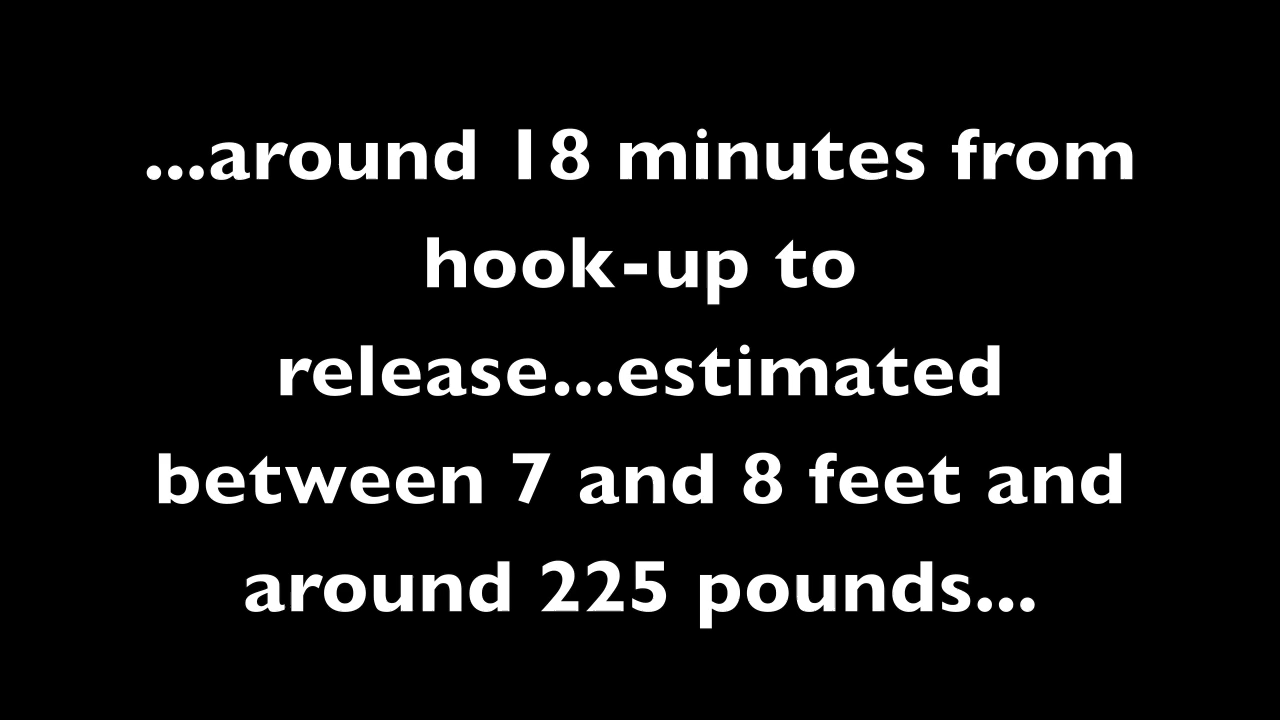 ...around 18 minutes from
hook-up to
release...estimated
between 7 and 8 feet and
around 225 pounds...